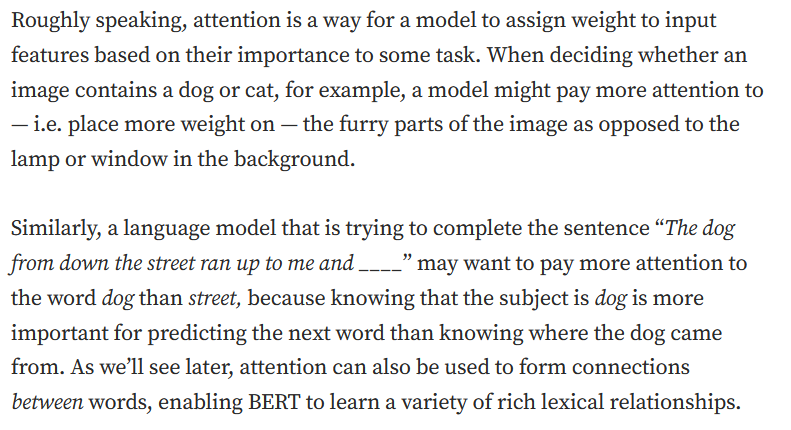 Roughly speaking, attention is a way for a model to assign weight to input
features based on their importance to some task. When deciding whether an
image contains a dog or cat, for example, a model might pay more attention to
— i.e. place more weight on — the furry parts of the image as opposed to the
lamp or window in the background.
Similarly, a language model that is trying to complete the sentence “The dog
from down the street ran up to me and ____” may want to pay more attention to
the word dog than street, because knowing that the subject is dog is more
important for predicting the next word than knowing where the dog came
from. As we’ll see later, attention can also be used to form connections
between words, enabling BERT to learn a variety of rich lexical relationships.